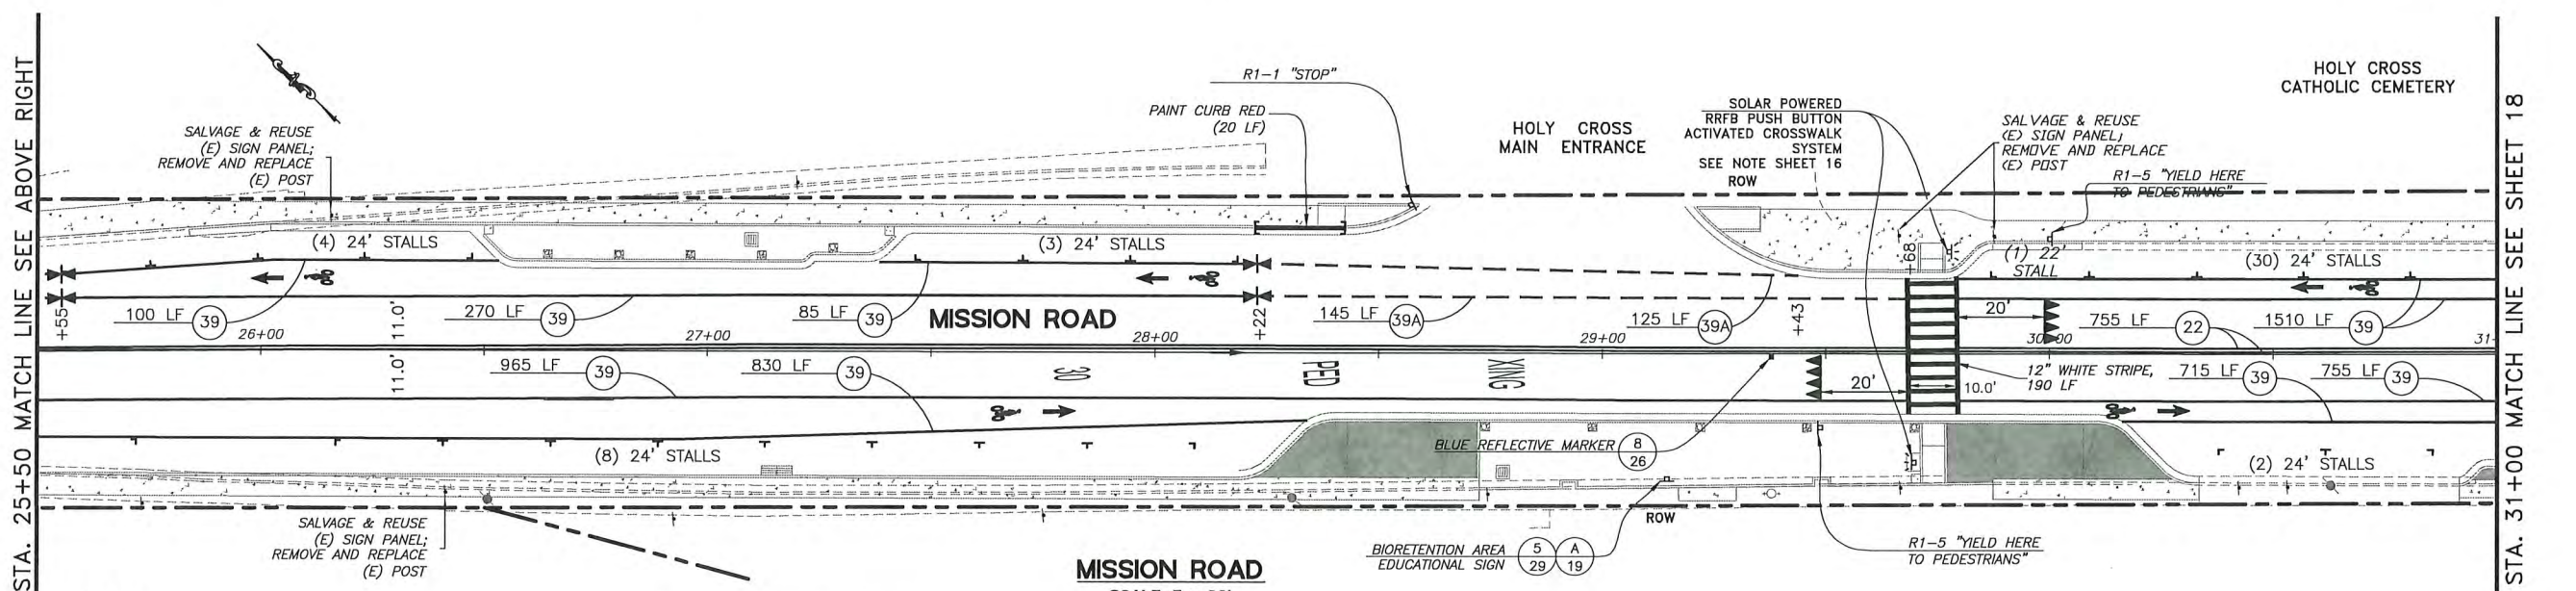 STA. 25+50 MATCH LINE SEE ABOVE RIGHT
SALVAGE & REUSE
(E) SIGN PANEL;
REMOVE AND REPLACE
(E) POST
R1-1 "STOP"
PAINT CURB RED
(20 LF)
HOLY CROSS
MAIN ENTRANCE
SOLAR POWERED
RRFB PUSH BUTTON
ACTIVATED CROSSWALK
SYSTEM
SEE NOTE SHEET 16
ROW
SALVAGE & REUSE
(E) SIGN PANEL;
REMOVE AND REPLACE
(E) POST
R1-5 "YIELD HERE
TO PEDESTRIANS"
HOLY CROSS
CATHOLIC CEMETERY
STA. 31+00 MATCH LINE SEE SHEET 18
(4) 24' STALLS
(3) 24' STALLS
+68
(1) 22'
STALL
(30) 24' STALLS
+55
100 LF 39
11.0'
270 LF 39
85 LF 39
MISSION ROAD
+22
145 LF 39A
125 LF 39A
+43
20'
755 LF 22
1510 LF 39
26+00
27+00
28+00
29+00
30+00
31-
11.0'
965 LF 39
830 LF 39
30
PED
XING
20'
10.0'
12" WHITE STRIPE,
190 LF
715 LF 39
755 LF 39
(8) 24' STALLS
BLUE REFLECTIVE MARKER 8
26
(2) 24' STALLS
SALVAGE & REUSE
(E) SIGN PANEL;
REMOVE AND REPLACE
(E) POST
ROW
BIORETENTION AREA
EDUCATIONAL SIGN
5
29
A
19
R1-5 "YIELD HERE
TO PEDESTRIANS"
MISSION ROAD